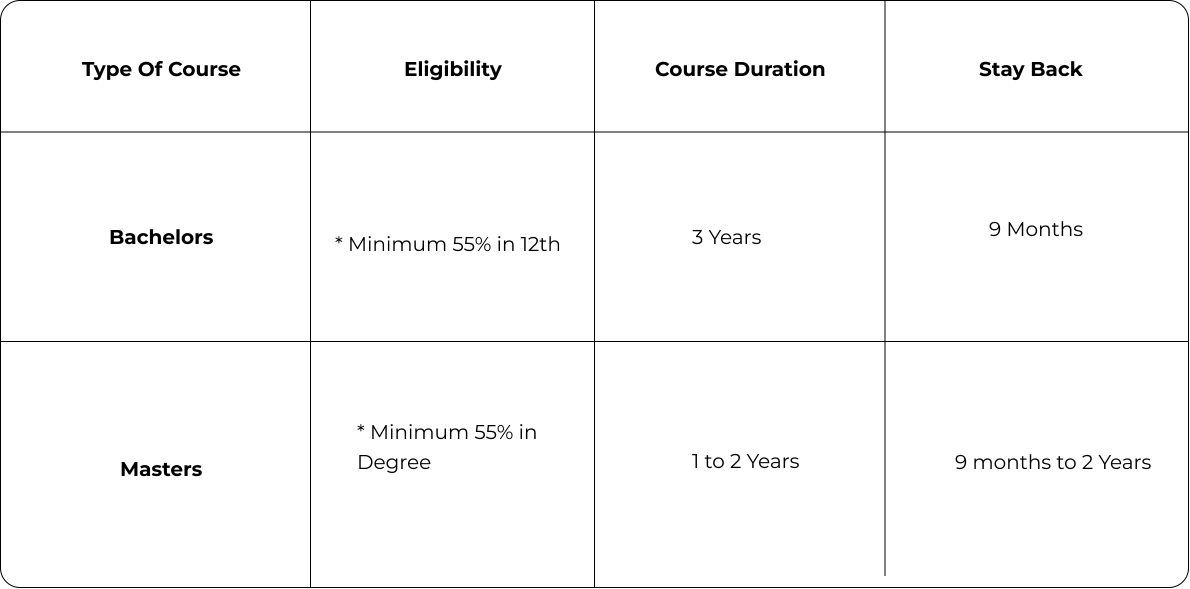 Type Of Course
Eligibility
Course Duration
Stay Back
Bachelors
* Minimum 55% in 12th
3 Years
9 Months
Masters
* Minimum 55% in
Degree
1 to 2 Years
9 months to 2 Years